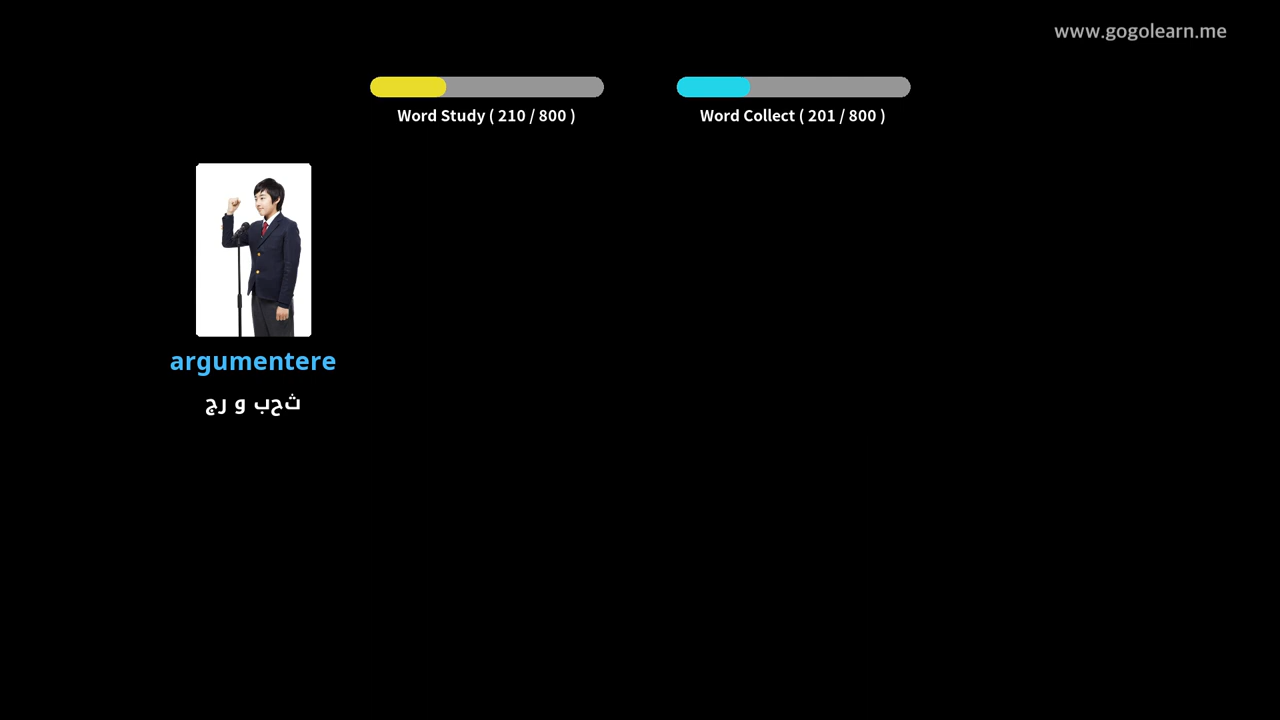 www.gogolearn.me
Word Study ( 210 / 800 )
Word Collect ( 201 / 800 )
argumentere
ثحب و رج